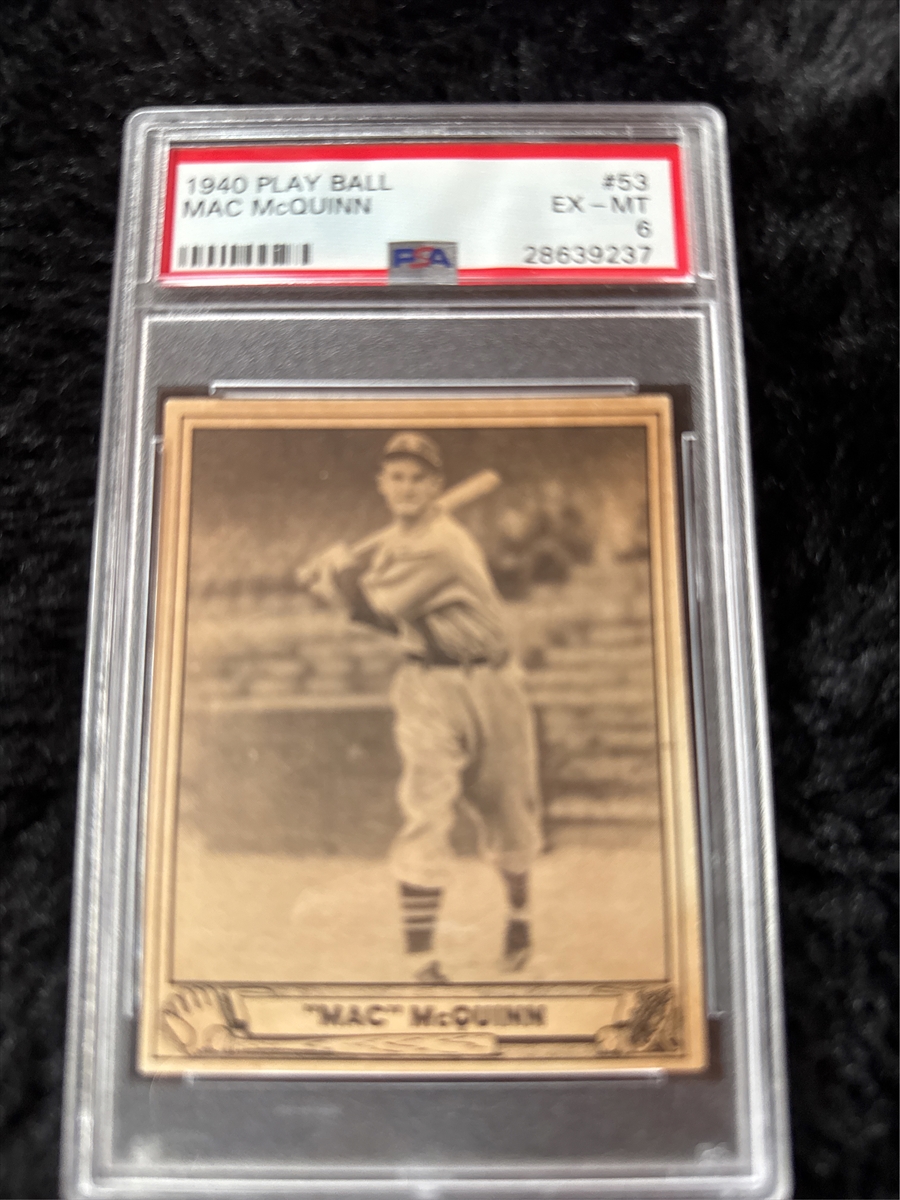 1940 PLAY BALL #53
MAC McQUINN EX - MT
6
PSA 28639237
"MAC" McQUINN